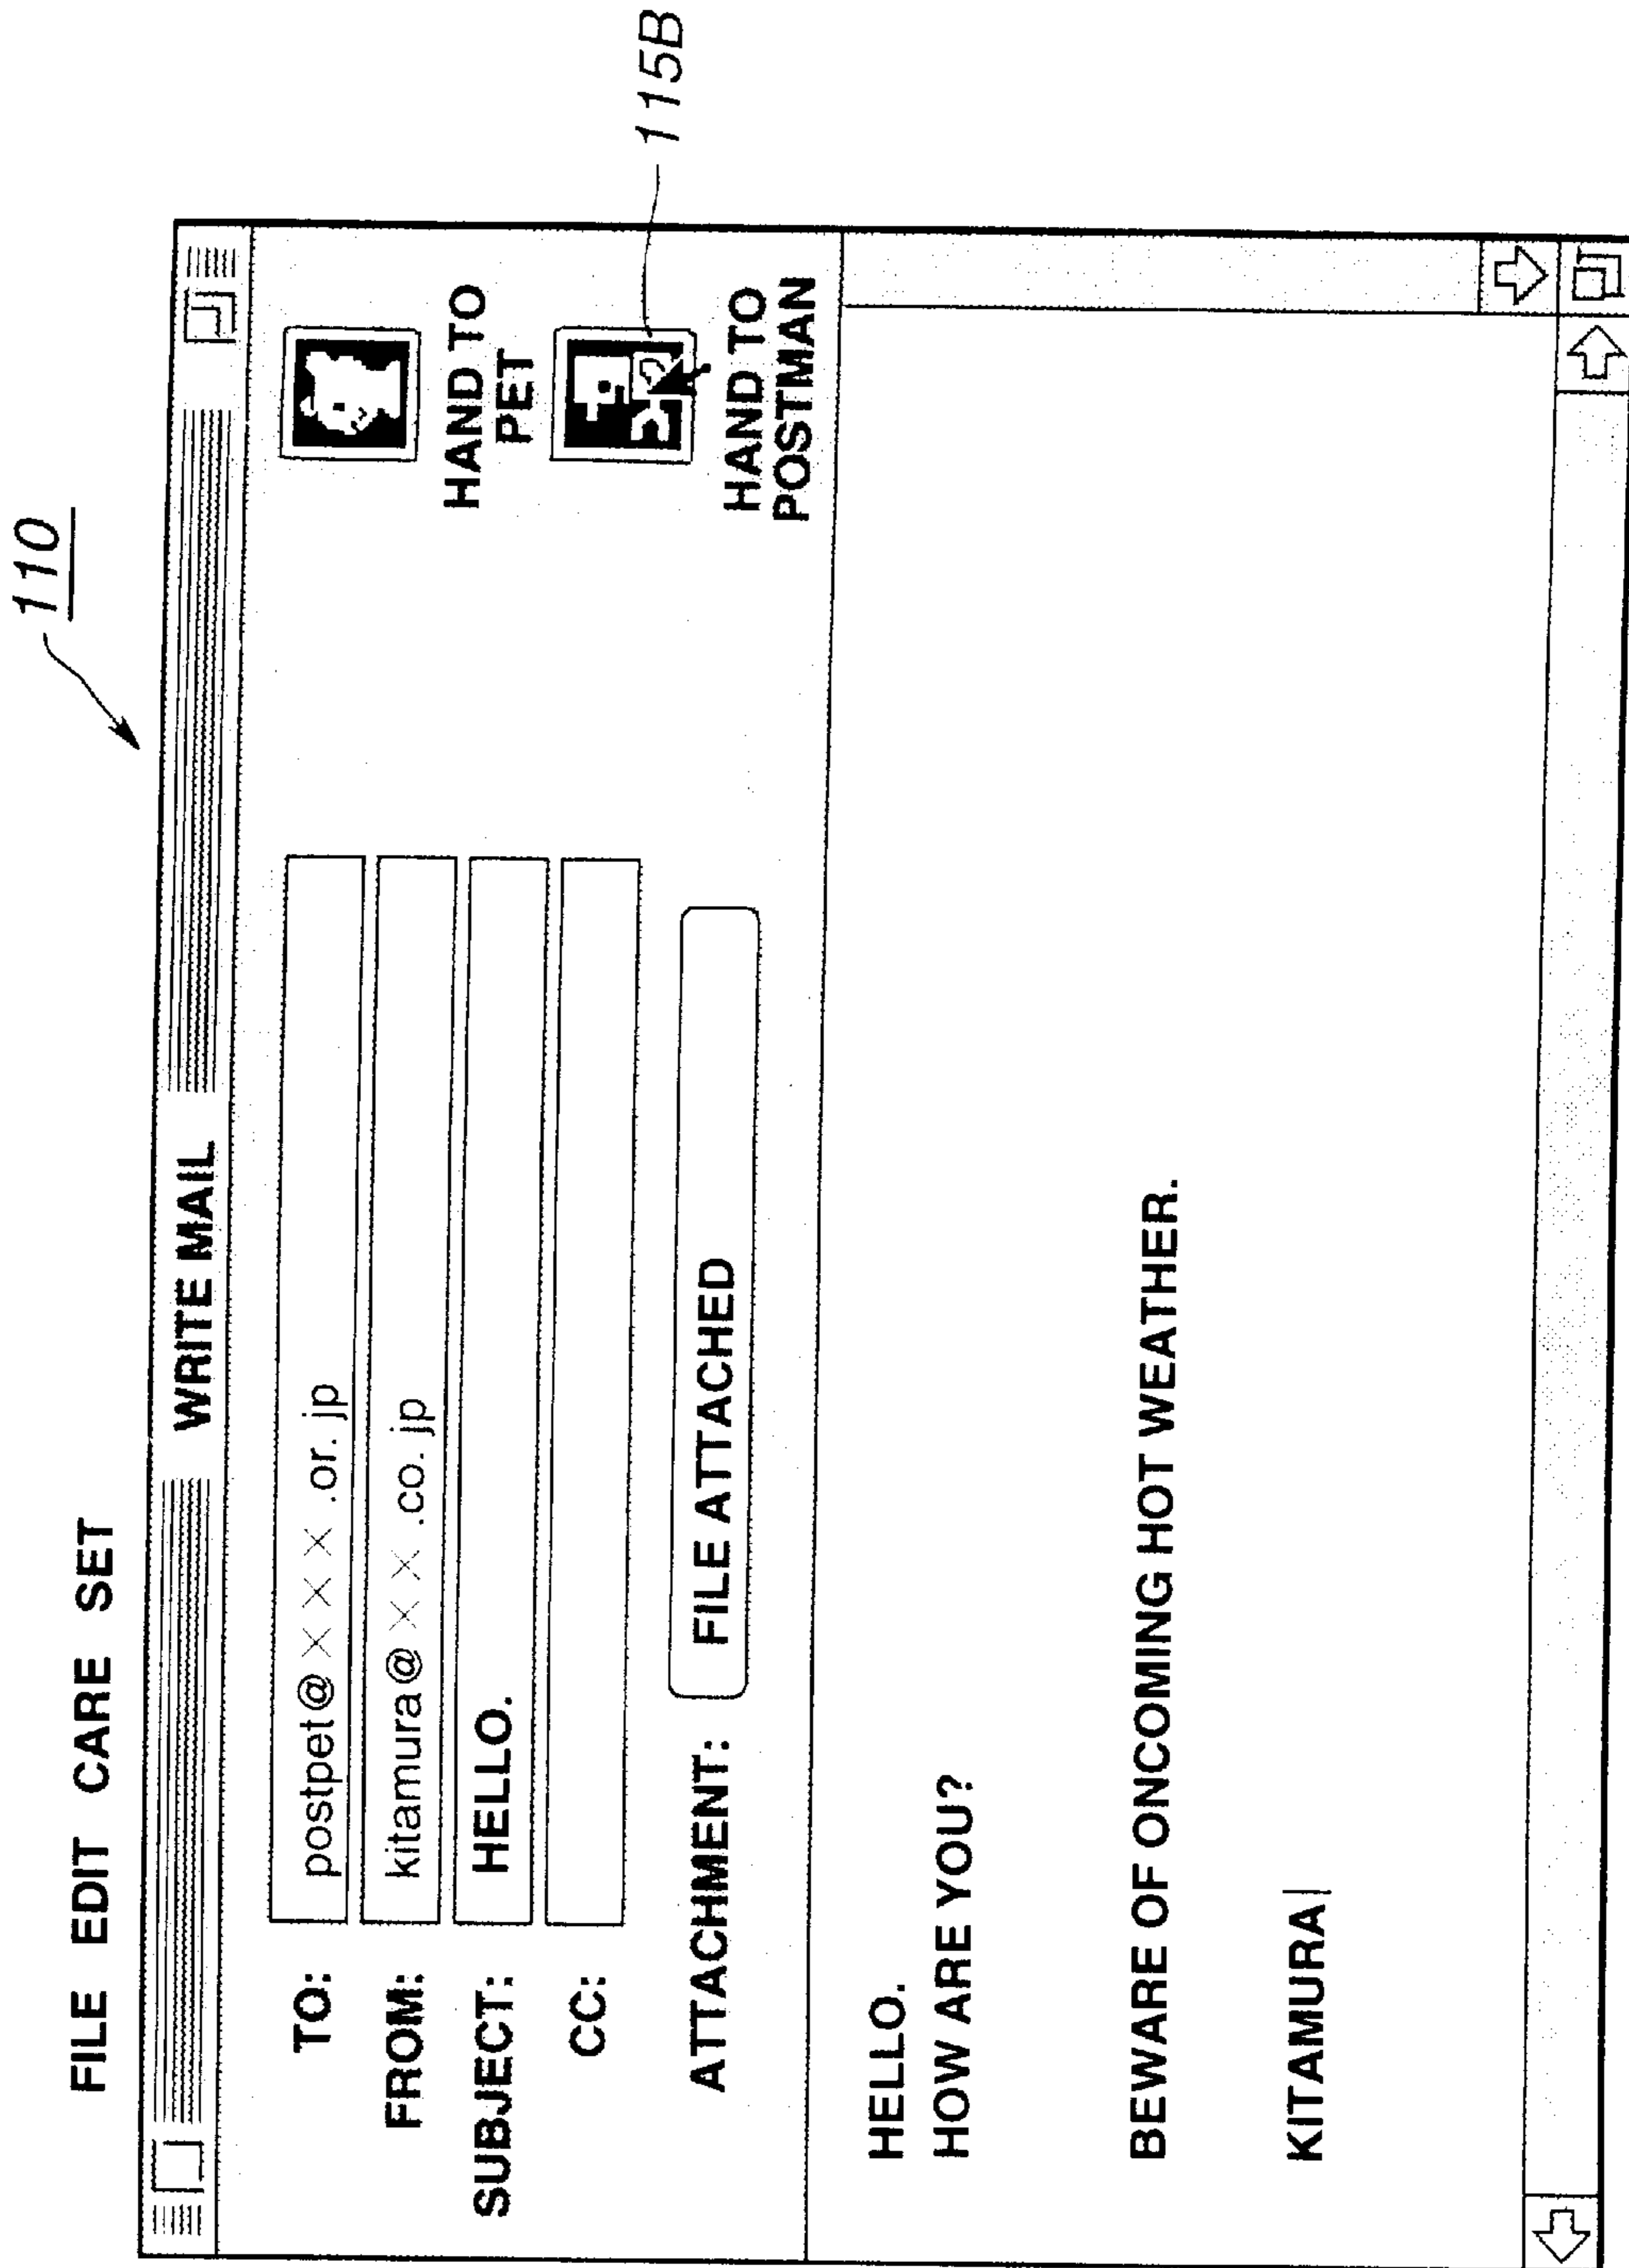 110
FILE EDIT CARE SET
WRITE MAIL
TO: postpet@×××.or.jp
FROM: kitamura@××.co.jp
SUBJECT: HELLO.
CC:
ATTACHMENT: FILE ATTACHED
HAND TO
PET
115B
HAND TO
POSTMAN
HELLO.
HOW ARE YOU?
BEWARE OF ONCOMING HOT WEATHER.
KITAMURA